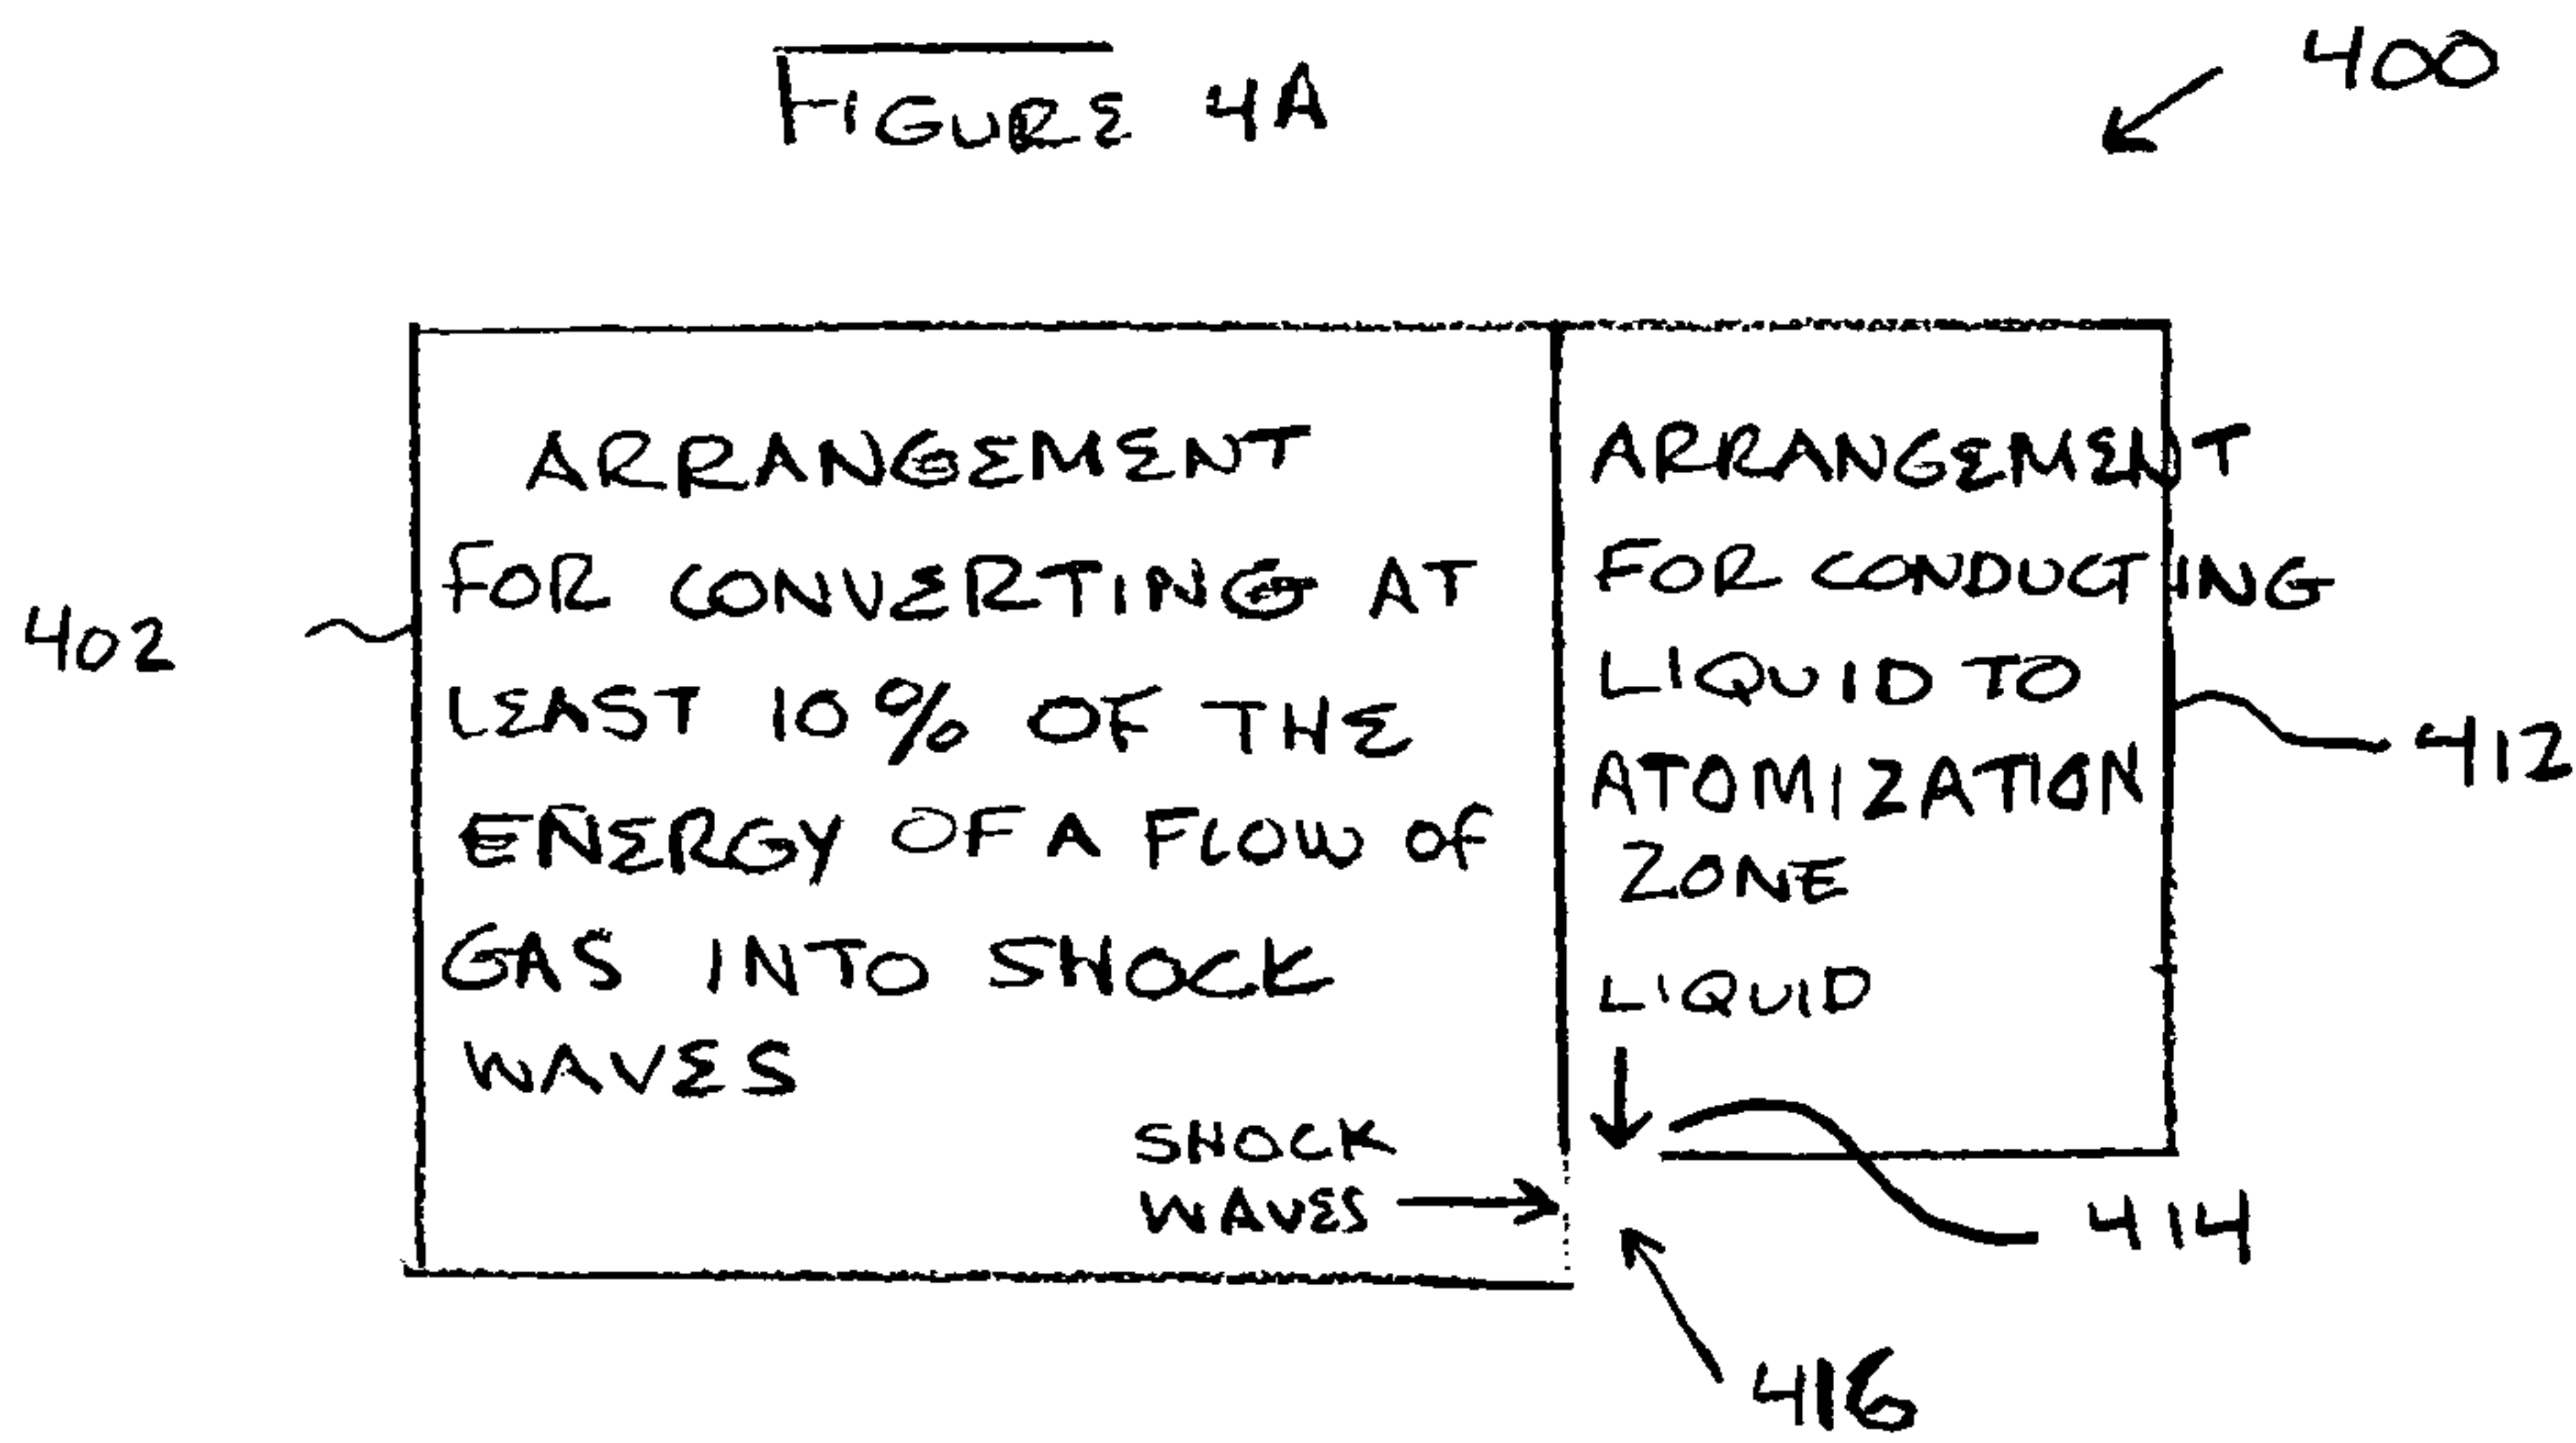 FIGURE 4A
400
ARRANGEMENT
FOR CONVERTING AT
LEAST 10% OF THE
ENERGY OF A FLOW OF
GAS INTO SHOCK
WAVES
SHOCK
WAVES
402
ARRANGEMENT
FOR CONDUCTING
LIQUID TO
ATOMIZATION
ZONE
LIQUID
412
414
416